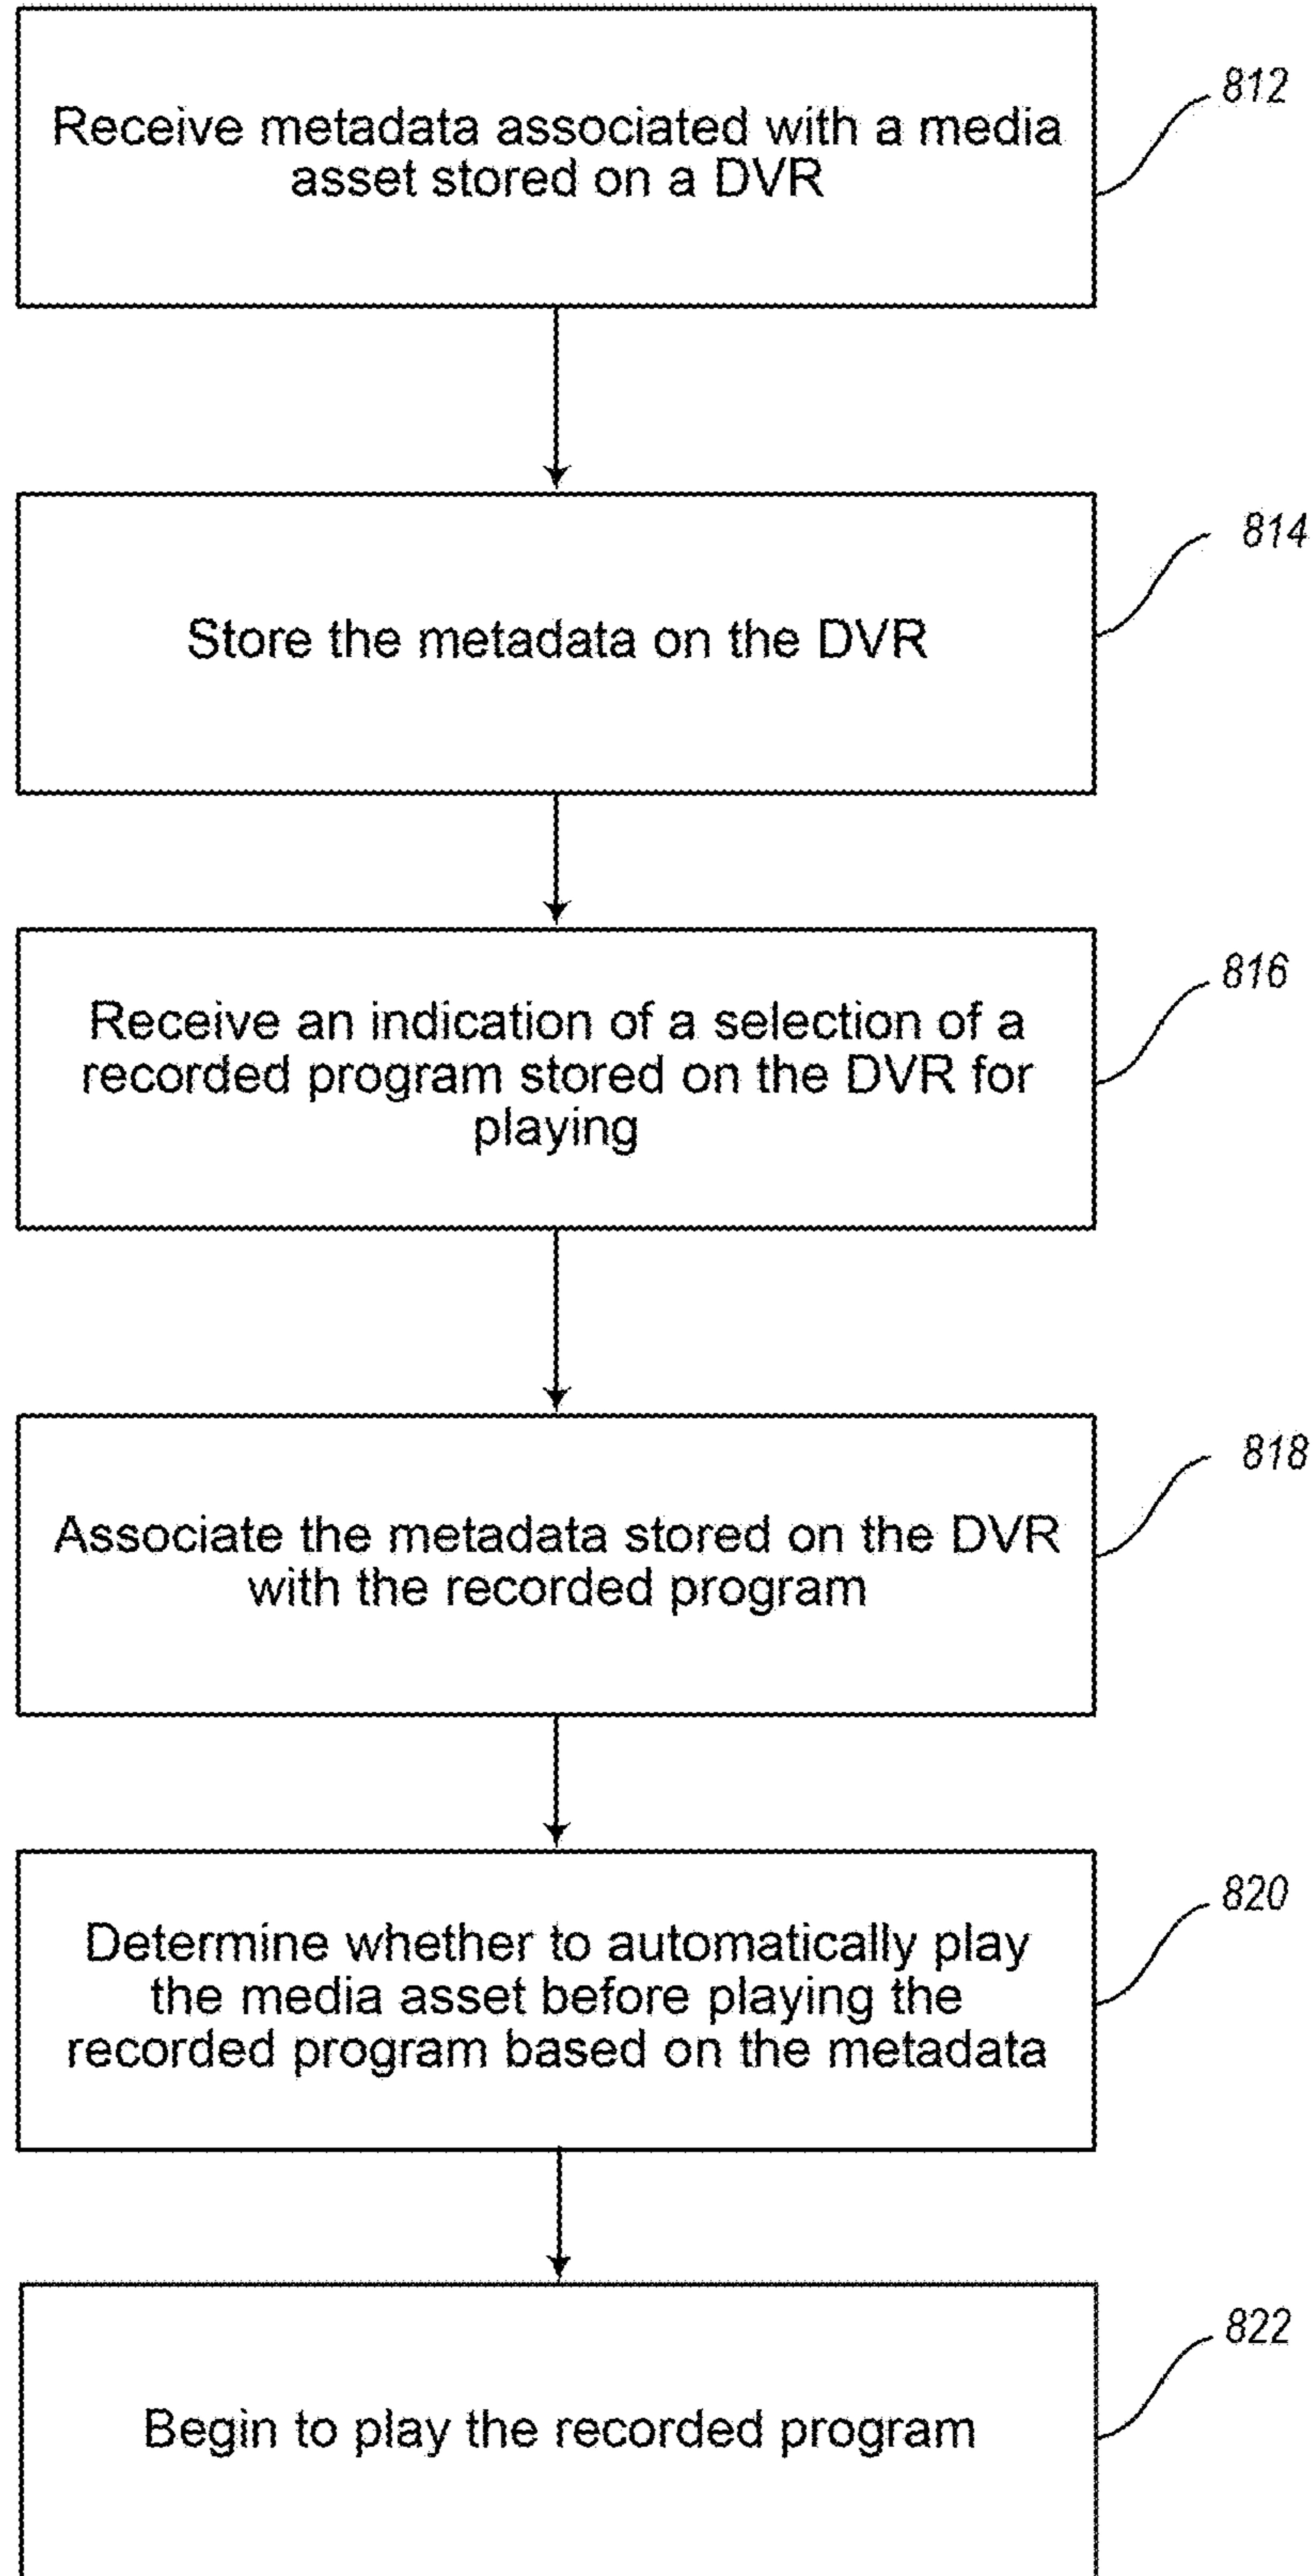 812
Receive metadata associated with a media
asset stored on a DVR
814
Store the metadata on the DVR
816
Receive an indication of a selection of a
recorded program stored on the DVR for
playing
818
Associate the metadata stored on the DVR
with the recorded program
820
Determine whether to automatically play
the media asset before playing the
recorded program based on the metadata
822
Begin to play the recorded program